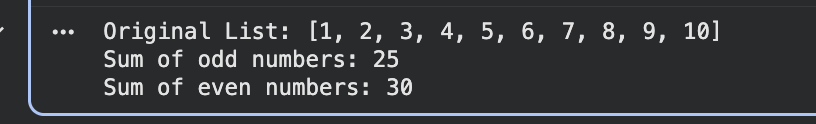 Original List: [1, 2, 3, 4, 5, 6, 7, 8, 9, 10]
Sum of odd numbers: 25
Sum of even numbers: 30